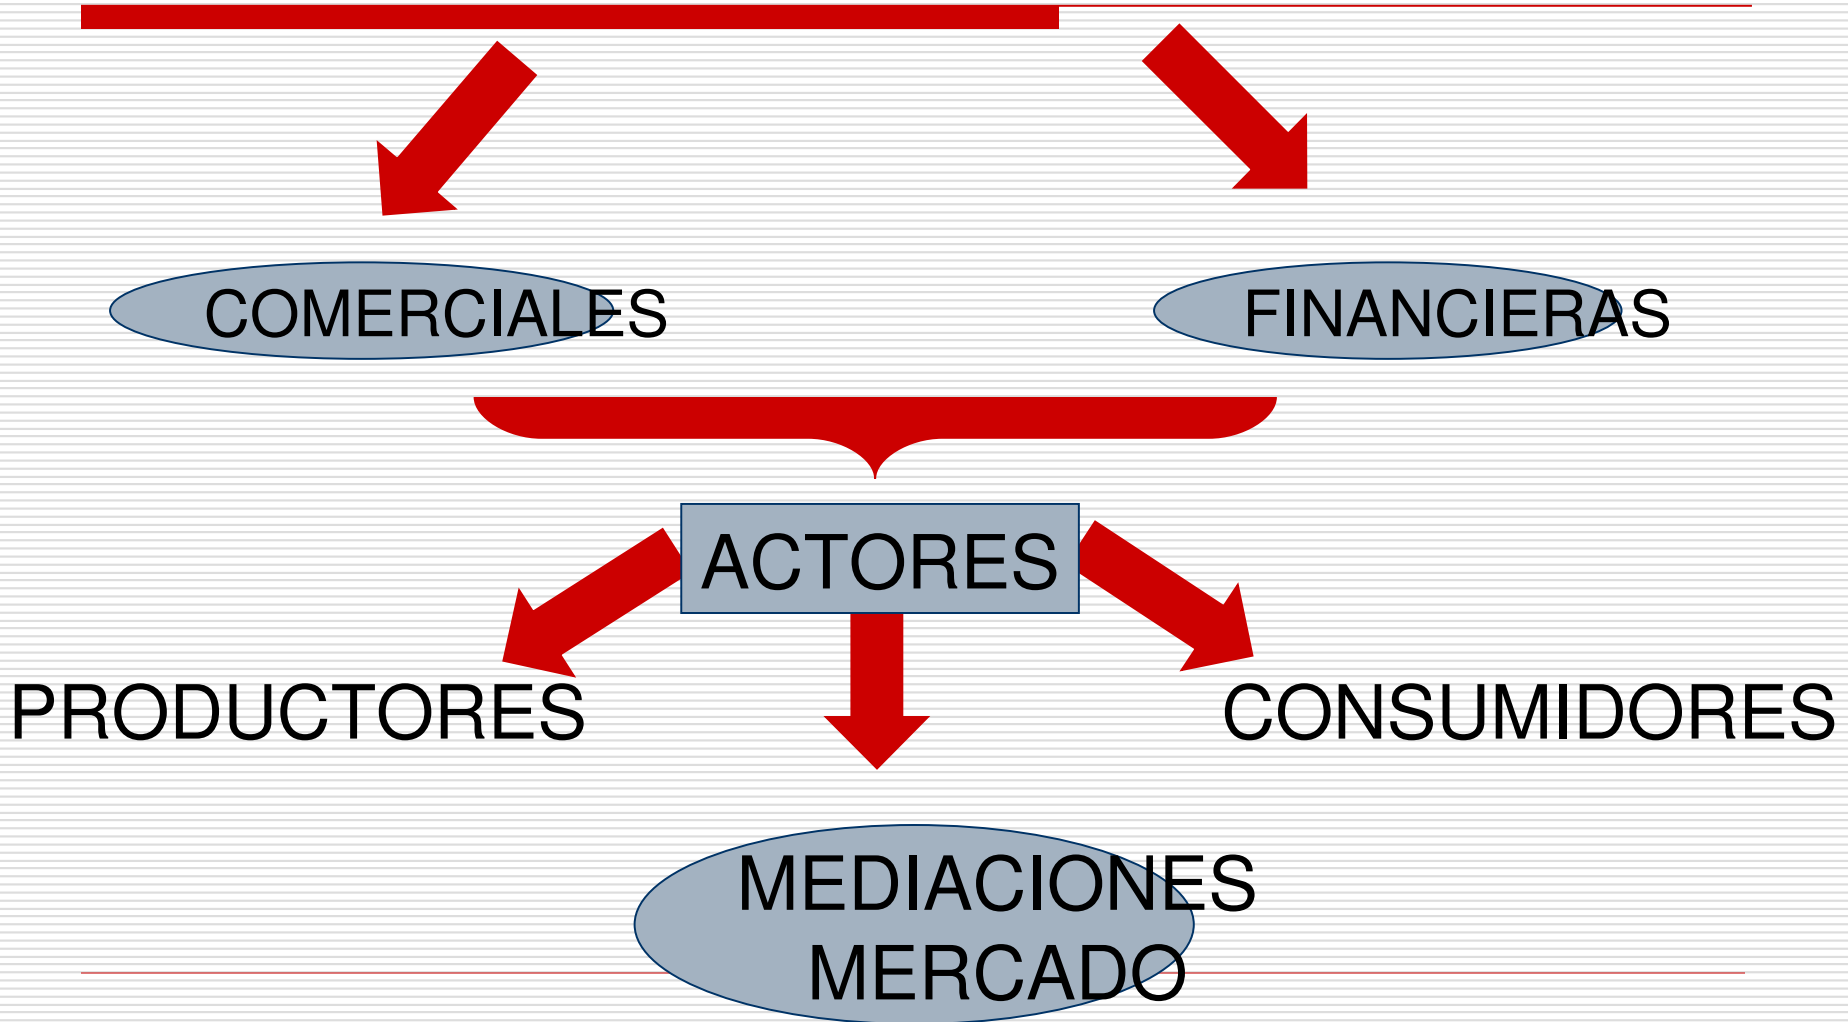 COMERCIALES
FINANCIERAS
ACTORES
PRODUCTORES
CONSUMIDORES
MEDIACIONES
MERCADO